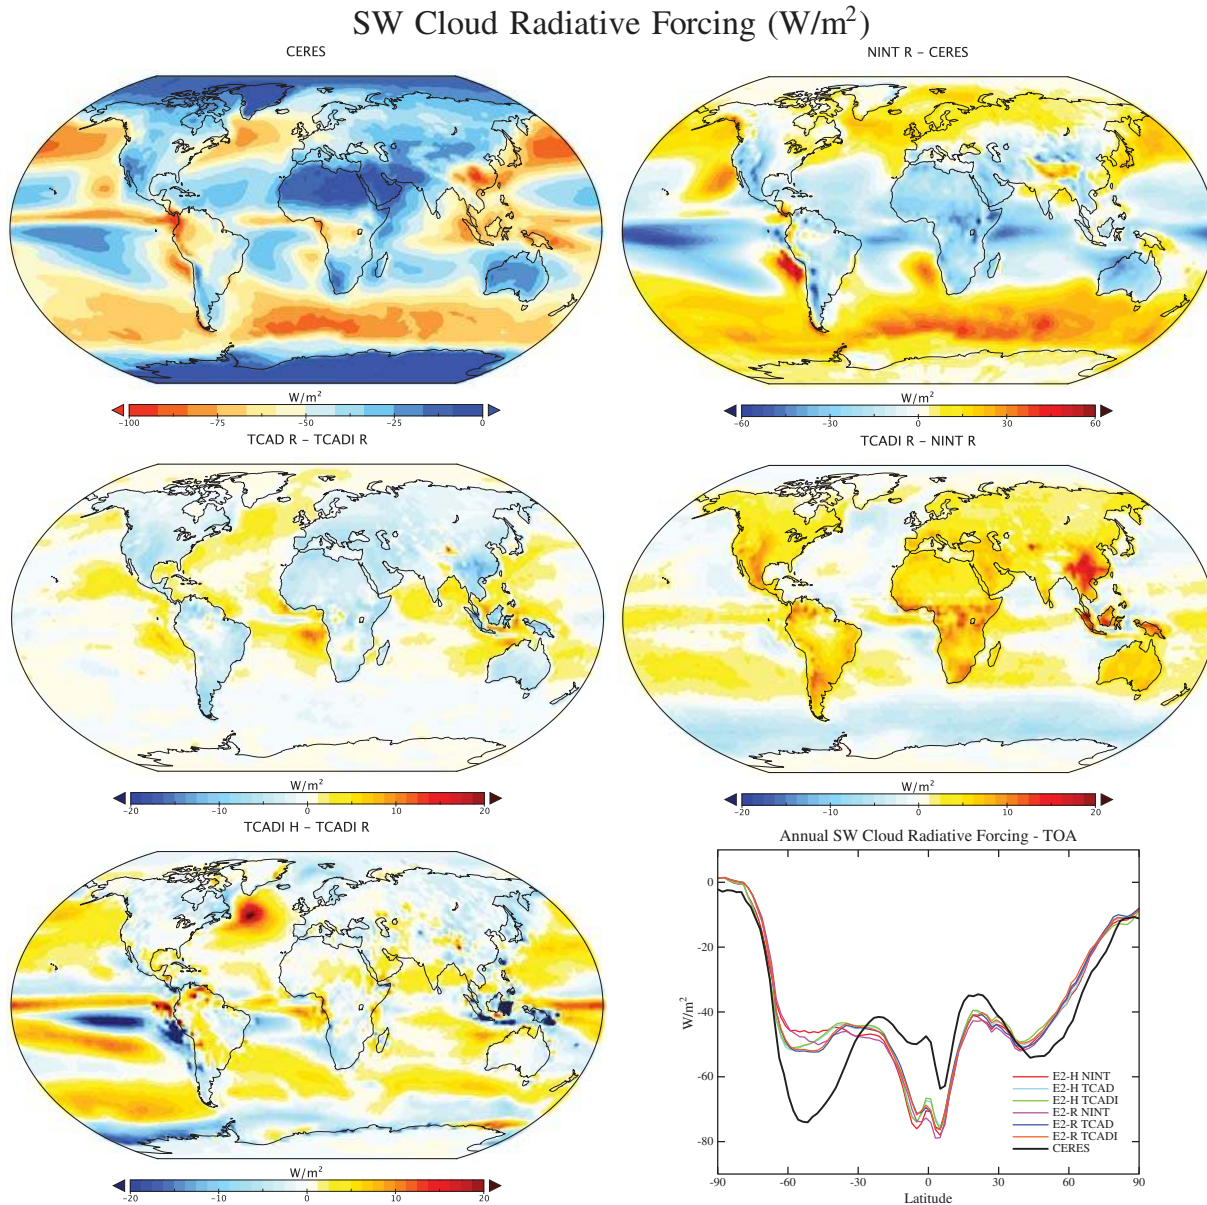 SW Cloud Radiative Forcing (W/m²)
CERES
NINT R – CERES
W/m²
-100 -75 -50 -25 0
W/m²
-60 -30 0 30 60
TCAD R – TCADI R
TCADI R – NINT R
W/m²
-20 -10 0 10 20
W/m²
-20 -10 0 10 20
TCADI H – TCADI R
-20 -10 0 10 20
Annual SW Cloud Radiative Forcing - TOA
0
-20
-40
-60
-80
W/m²
E2-H NINT
E2-H TCAD
E2-H TCADI
E2-R NINT
E2-R TCAD
E2-R TCADI
CERES
-90 -60 -30 0 30 60 90
Latitude